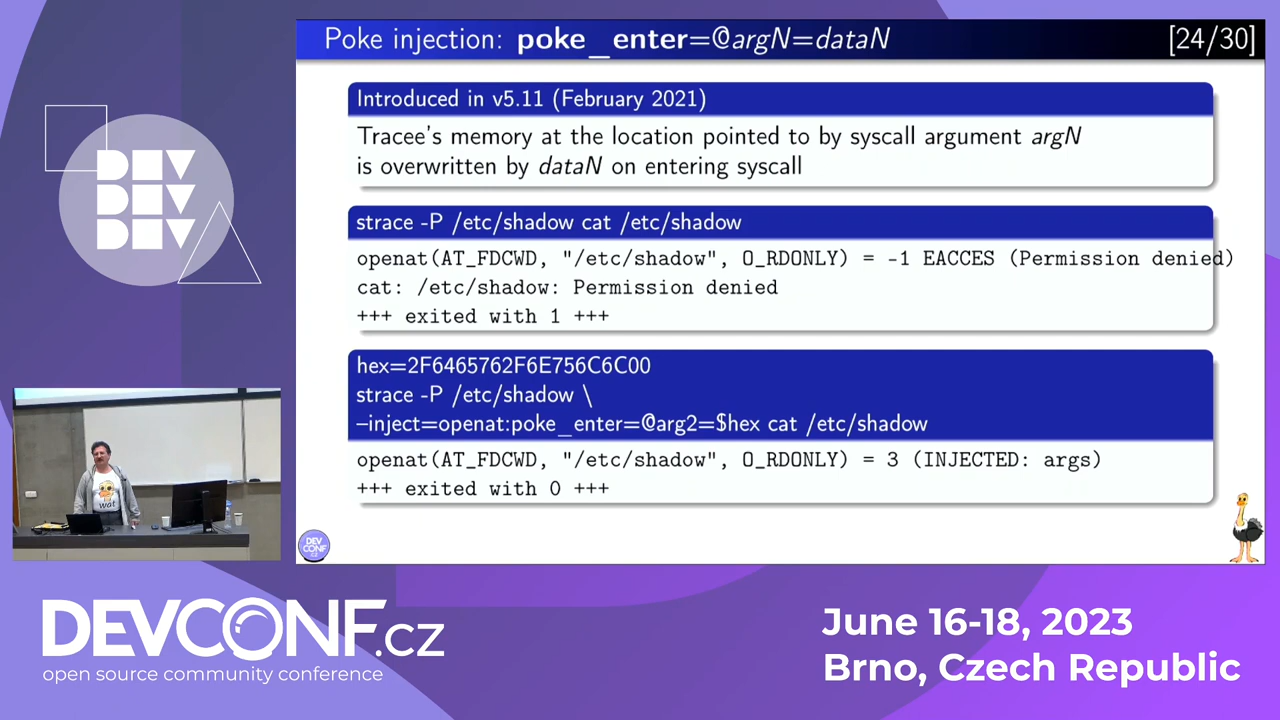 Poke injection: poke_enter=@argN=dataN [24/30]
Introduced in v5.11 (February 2021)
Tracee's memory at the location pointed to by syscall argument argN
is overwritten by dataN on entering syscall
strace -P /etc/shadow cat /etc/shadow
openat(AT_FDCWD, "/etc/shadow", O_RDONLY) = -1 EACCES (Permission denied)
cat: /etc/shadow: Permission denied
+++ exited with 1 +++
hex=2F6465762F6E756C6C00
strace -P /etc/shadow \
–inject=openat:poke_enter=@arg2=$hex cat /etc/shadow
openat(AT_FDCWD, "/etc/shadow", O_RDONLY) = 3 (INJECTED: args)
+++ exited with 0 +++
DEV
DEV
DEV
wat
DEV
CONF
.cz
DEVCONF.cz
open source community conference
June 16-18, 2023
Brno, Czech Republic